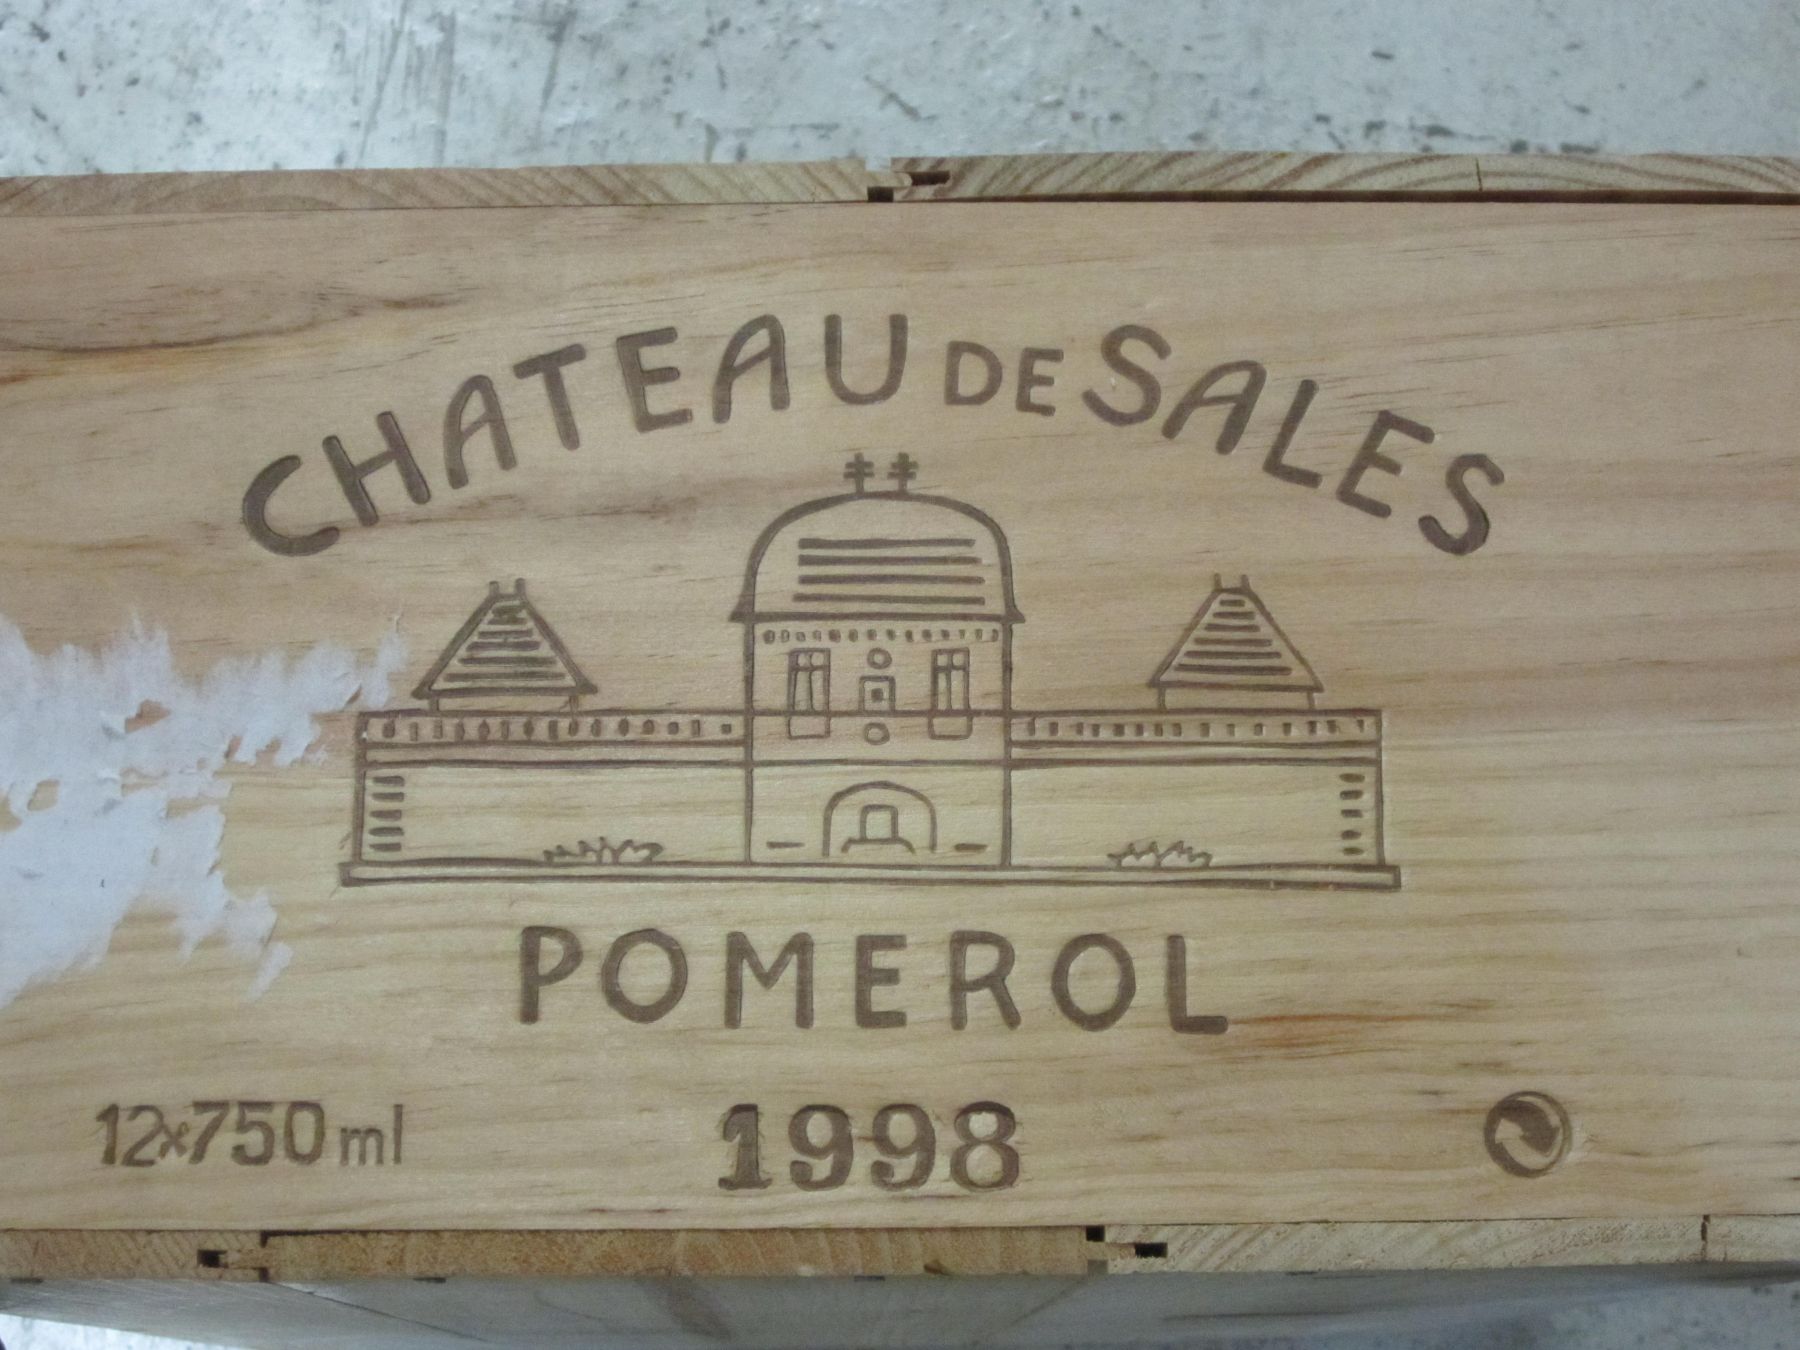 CHATEAU DE SALES
POMEROL
12x750 ml
1998